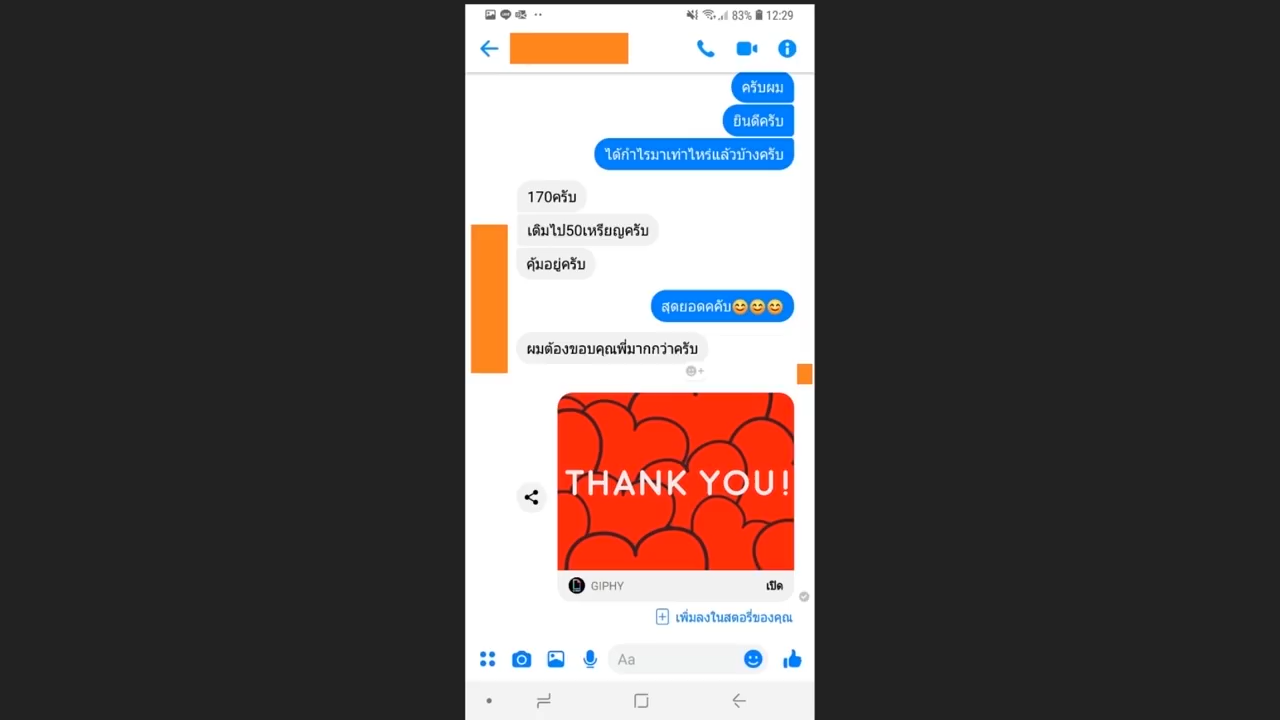 83% 12:29
ครับผม
ยินดีครับ
ได้กำไรมาเท่าไหร่แล้วบ้างครับ
170ครับ
เติมไป50เหรียญครับ
คุ้มอยู่ครับ
สุดยอดคคับ😊😊😊
ผมต้องขอบคุณพี่มากกว่าครับ
THANK YOU!
GIPHY เปิด
เพิ่มลงในสตอรี่ของคุณ
Aa